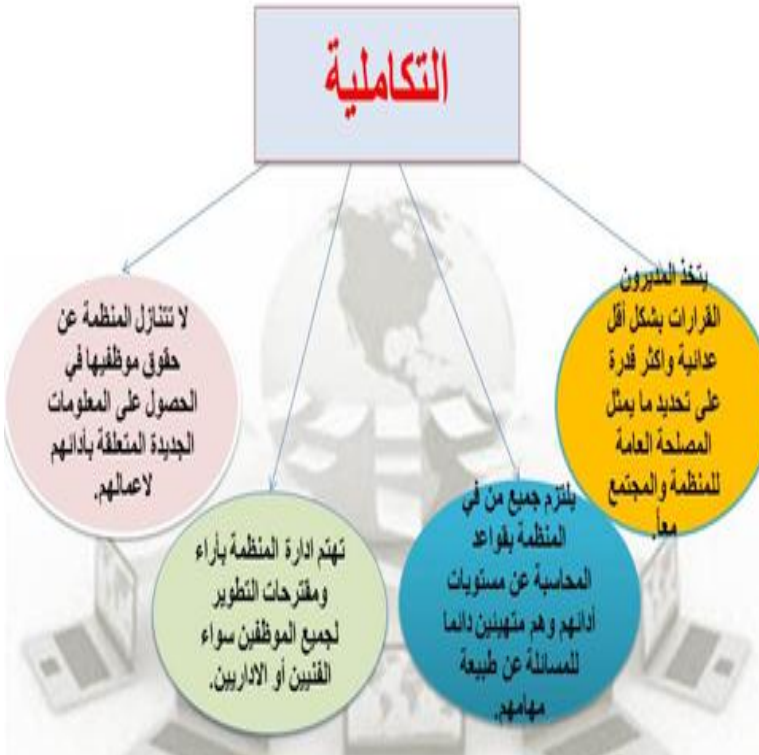 التكاملية
يتخذ المديرون
القرارات بشكل أقل
عدائية واكثر قدرة
على تحديد ما يمثل
المصلحة العامة
للمنظمة والمجتمع
معاً.
يلتزم جميع من في
المنظمة بقواعد
المحاسبة عن مستويات
أدائهم وهم متهيئين دائما
للمسائلة عن طبيعة
مهامهم.
تهتم ادارة المنظمة بأراء
ومقترحات التطوير
لجميع الموظفين سواء
الفنيين أو الاداريين.
لا تتنازل المنظمة عن
حقوق موظفيها في
الحصول على المعلومات
الجديدة المتعلقة بأدائهم
لاعمالهم.